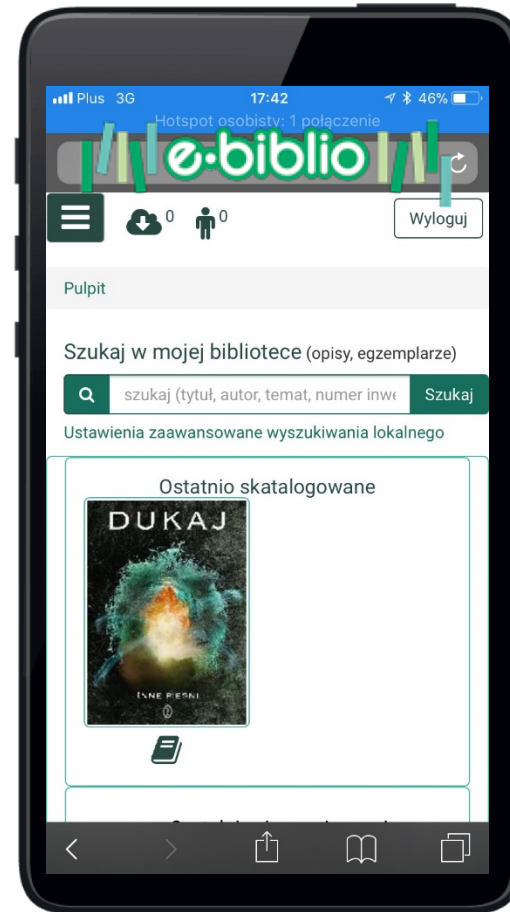 Plus 3G 17:42 46%
Hotspot osobisty: 1 połączenie
e-biblio
0 0 Wyloguj
Pulpit
Szukaj w mojej bibliotece (opisy, egzemplarze)
szukaj (tytuł, autor, temat, numer inwe Szukaj
Ustawienia zaawansowane wyszukiwania lokalnego
Ostatnio skatalogowane
DUKAJ
INNE PIEŚNI